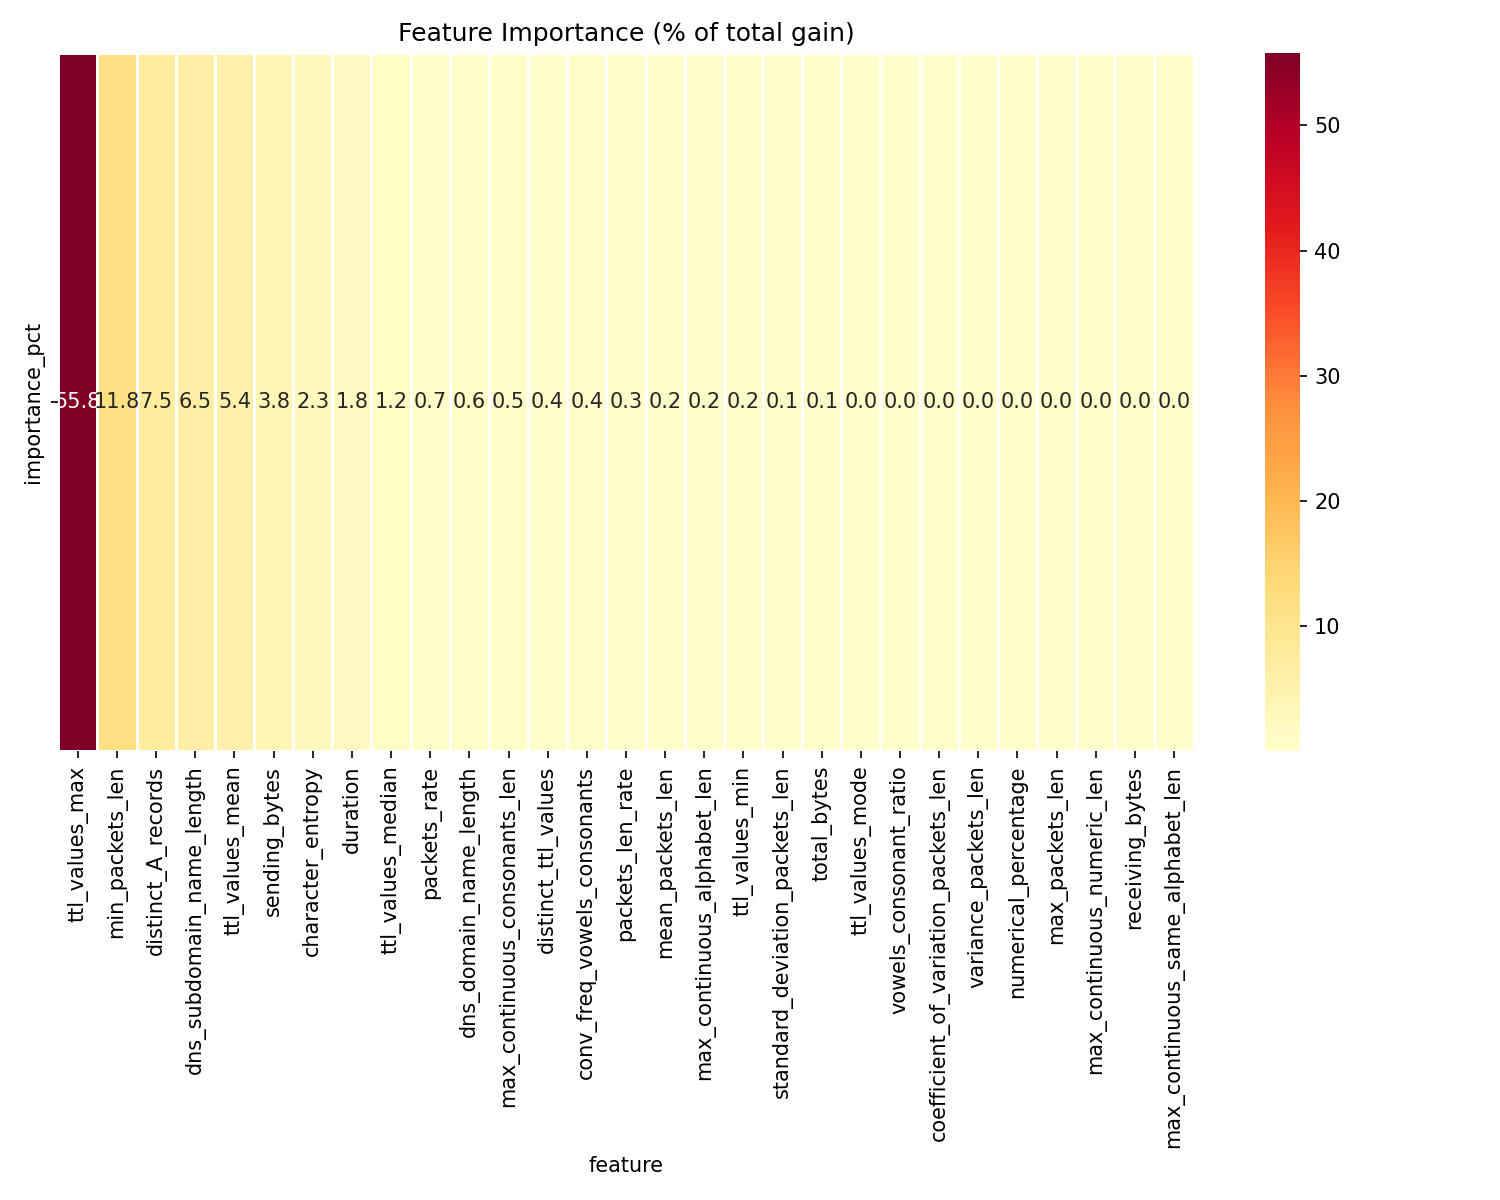 Feature Importance (% of total gain)
importance_pct
55.8 11.8 7.5 6.5 5.4 3.8 2.3 1.8 1.2 0.7 0.6 0.5 0.4 0.4 0.3 0.2 0.2 0.2 0.1 0.1 0.0 0.0 0.0 0.0 0.0 0.0 0.0 0.0 0.0
ttl_values_max
min_packets_len
distinct_A_records
dns_subdomain_name_length
ttl_values_mean
sending_bytes
character_entropy
duration
ttl_values_median
packets_rate
dns_domain_name_length
max_continuous_consonants_len
distinct_ttl_values
conv_freq_vowels_consonants
packets_len_rate
mean_packets_len
max_continuous_alphabet_len
ttl_values_min
standard_deviation_packets_len
total_bytes
ttl_values_mode
vowels_consonant_ratio
coefficient_of_variation_packets_len
variance_packets_len
numerical_percentage
max_packets_len
max_continuous_numeric_len
receiving_bytes
max_continuous_same_alphabet_len
feature
50
40
30
20
10